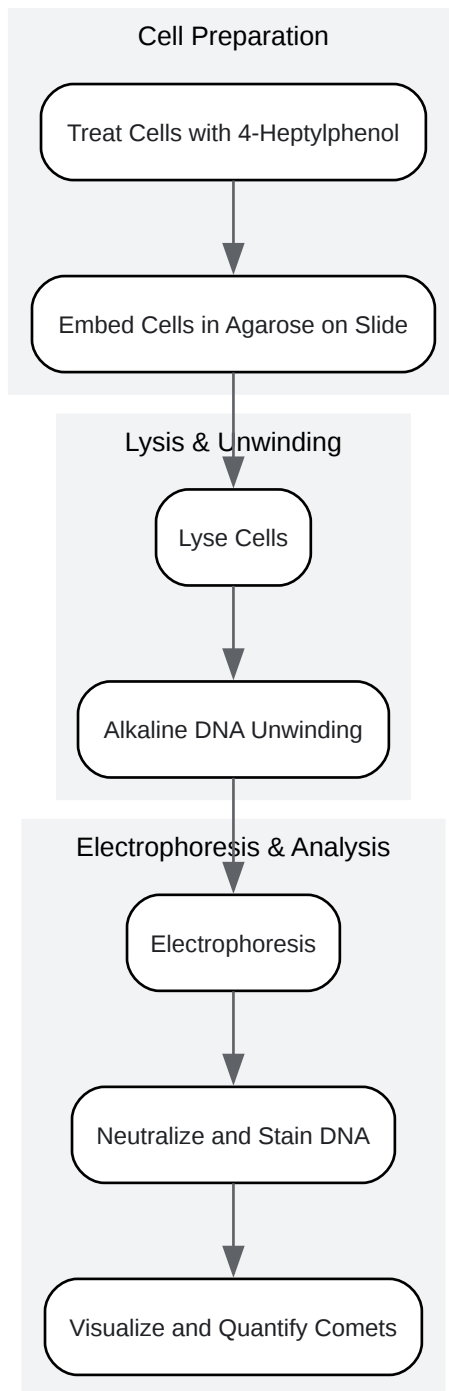 Cell Preparation
Treat Cells with 4-Heptylphenol
Embed Cells in Agarose on Slide
Lysis & Unwinding
Lyse Cells
Alkaline DNA Unwinding
Electrophoresis & Analysis
Electrophoresis
Neutralize and Stain DNA
Visualize and Quantify Comets